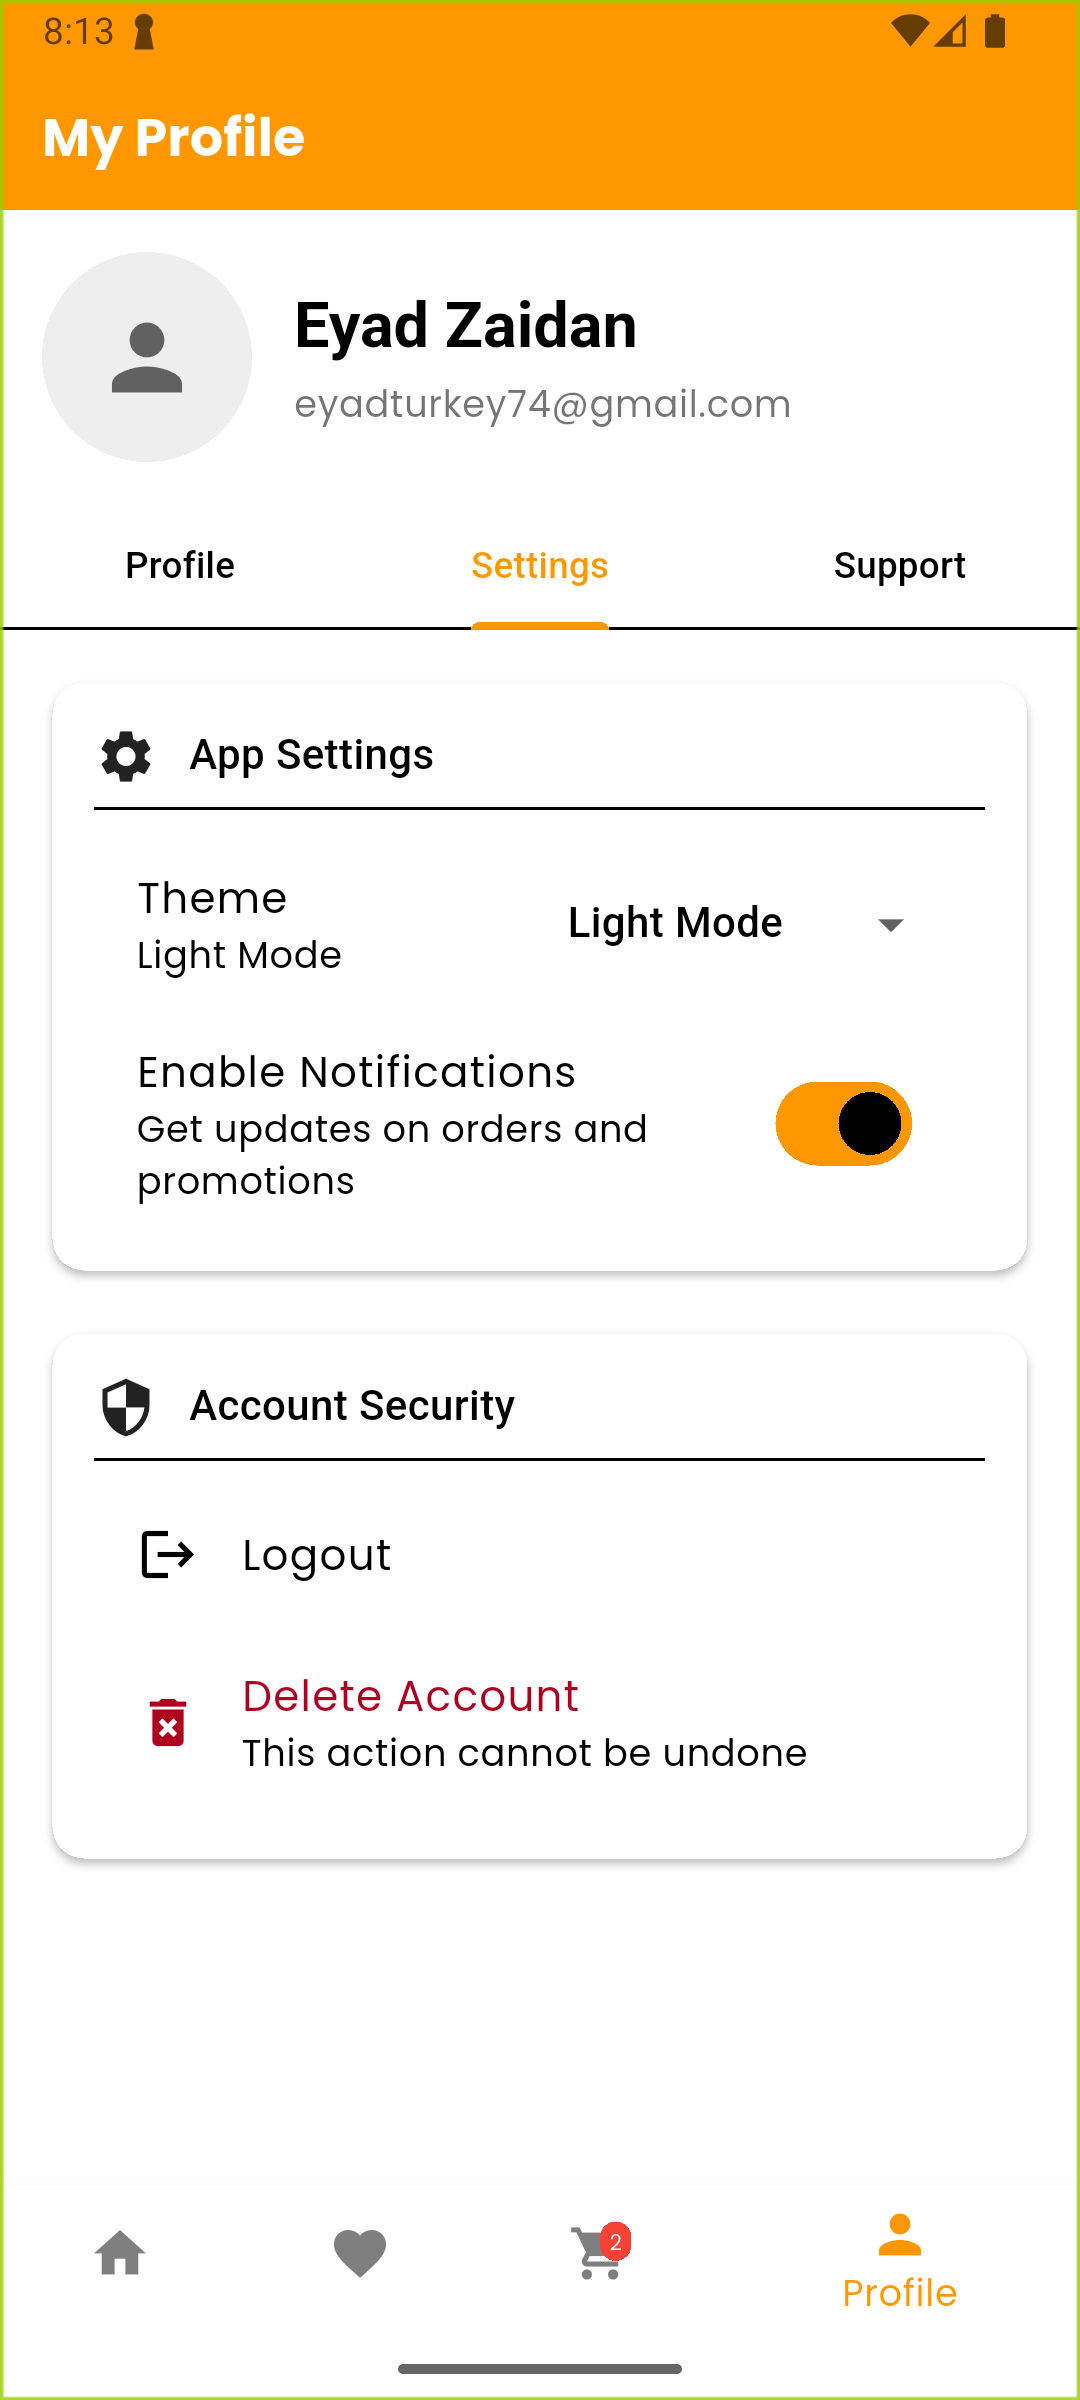 8:13
My Profile
Eyad Zaidan
eyadturkey74@gmail.com
Profile
Settings
Support
App Settings
Theme
Light Mode
Light Mode
Enable Notifications
Get updates on orders and
promotions
Account Security
Logout
Delete Account
This action cannot be undone
2
Profile